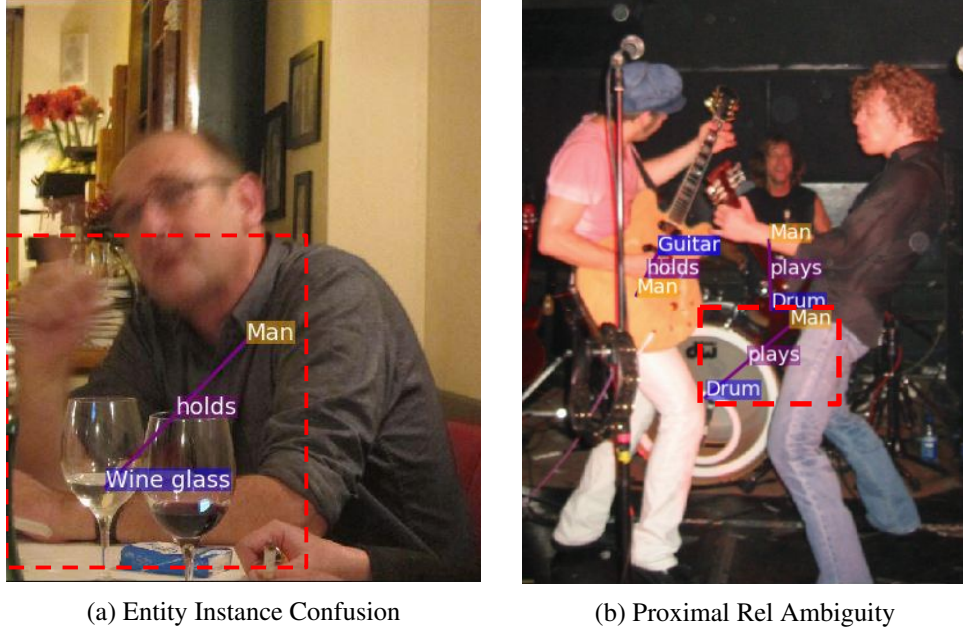 Man
holds
Wine glass
(a) Entity Instance Confusion
Guitar
holds
Man
Man
plays
Drum
Man
plays
Drum
dw
(b) Proximal Rel Ambiguity